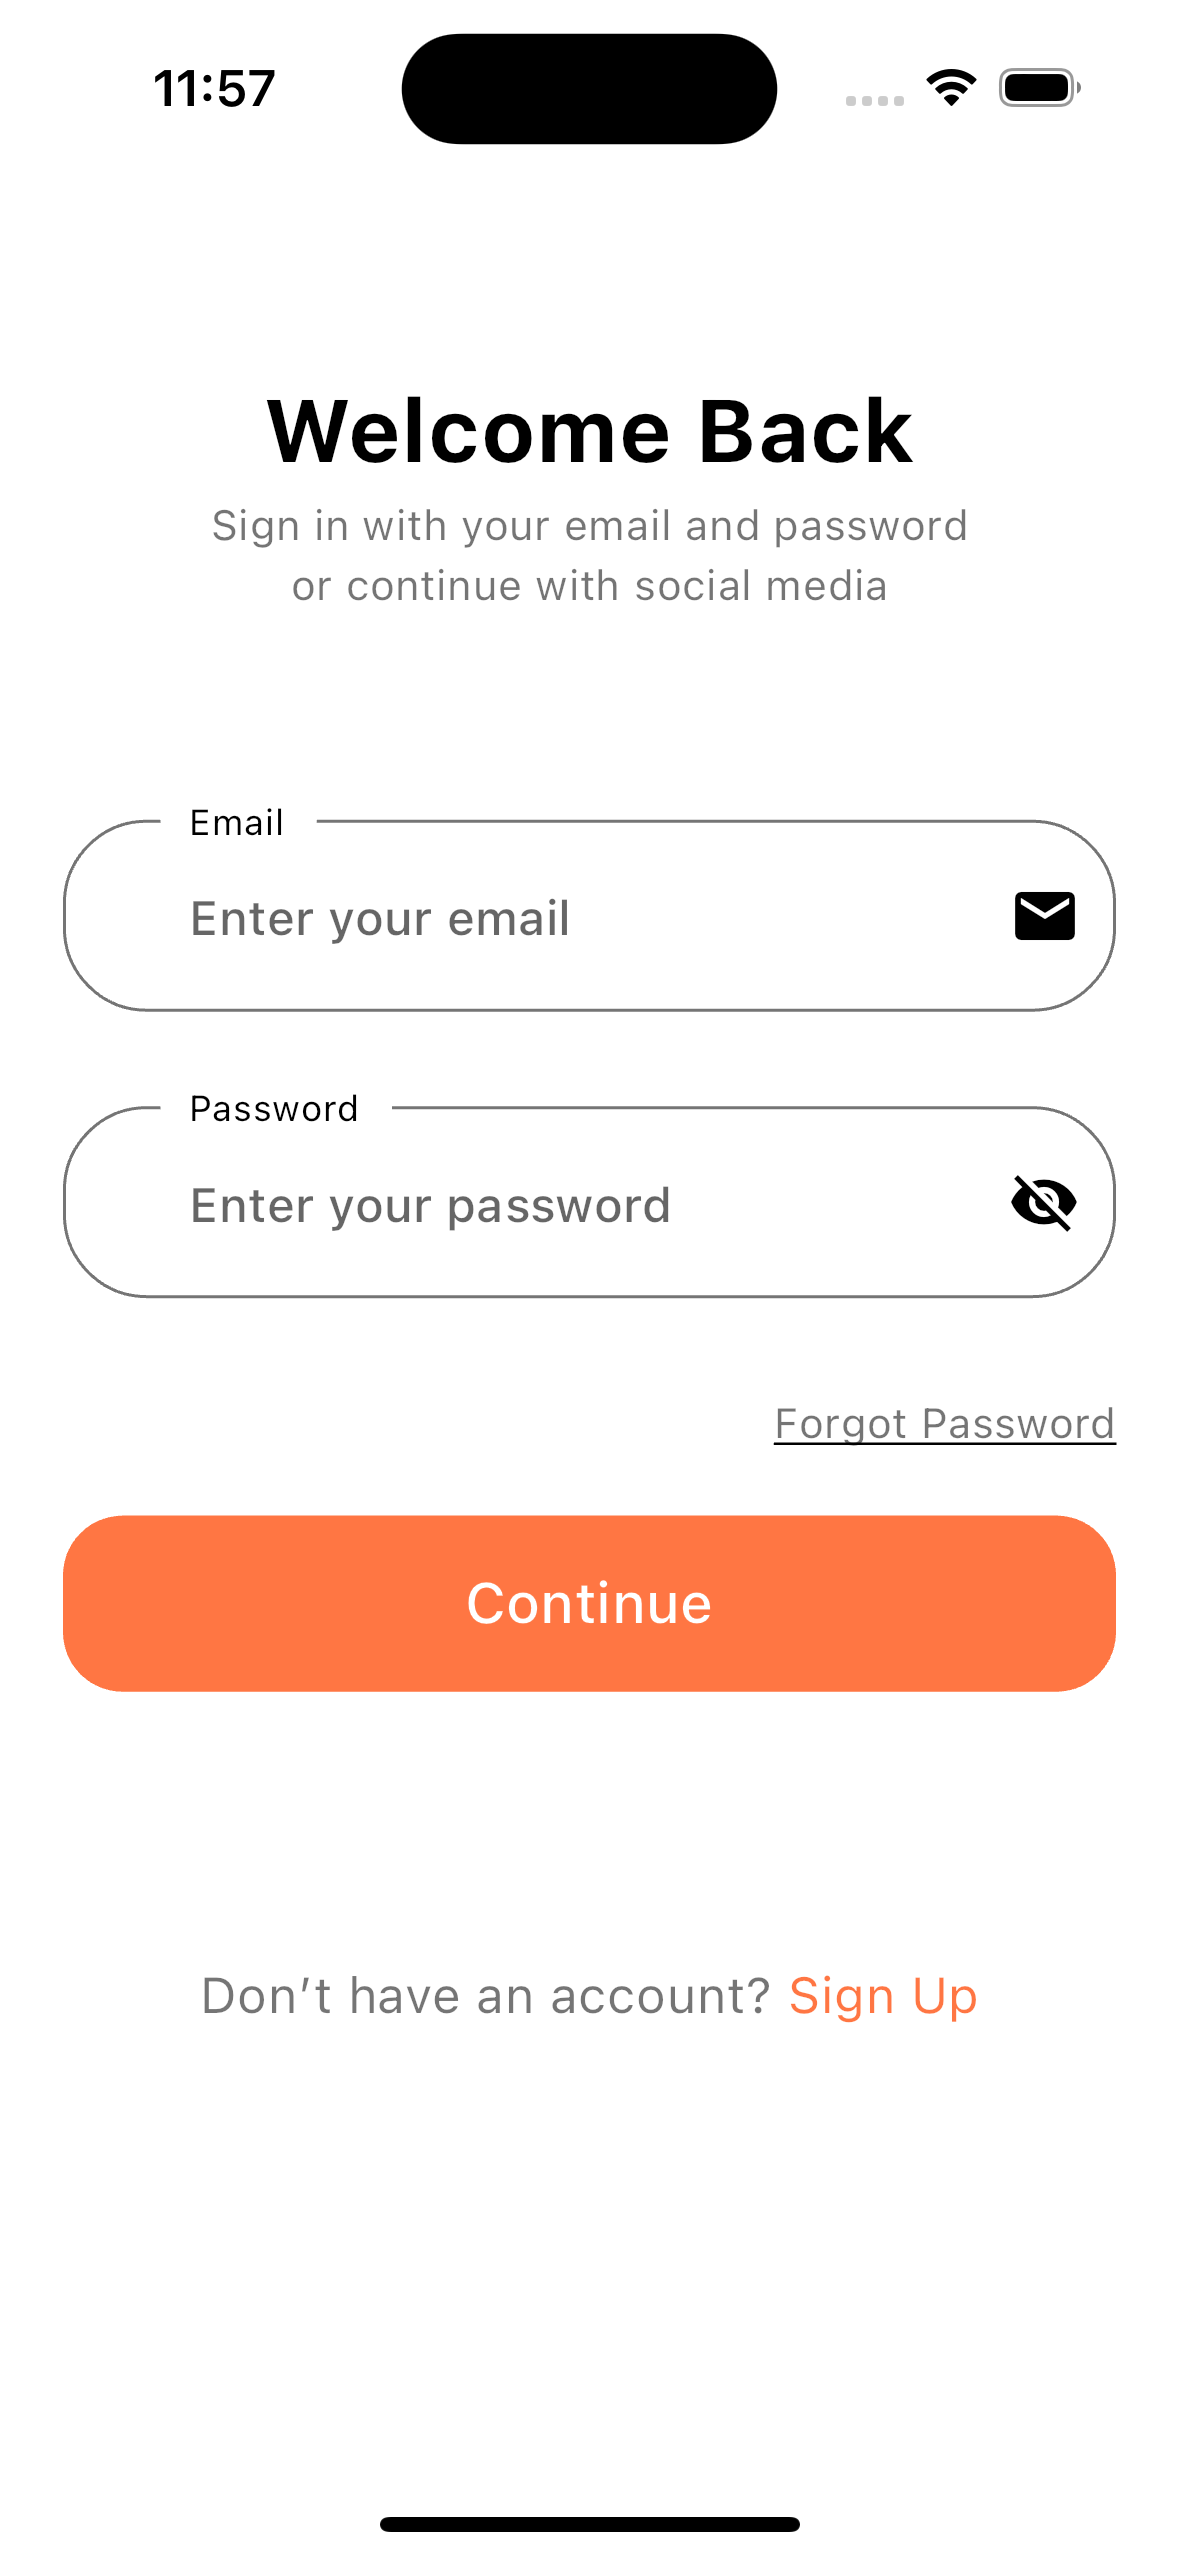 11:57
Welcome Back
Sign in with your email and password
or continue with social media
Email
Enter your email
Password
Enter your password
Forgot Password
Continue
Don’t have an account? Sign Up